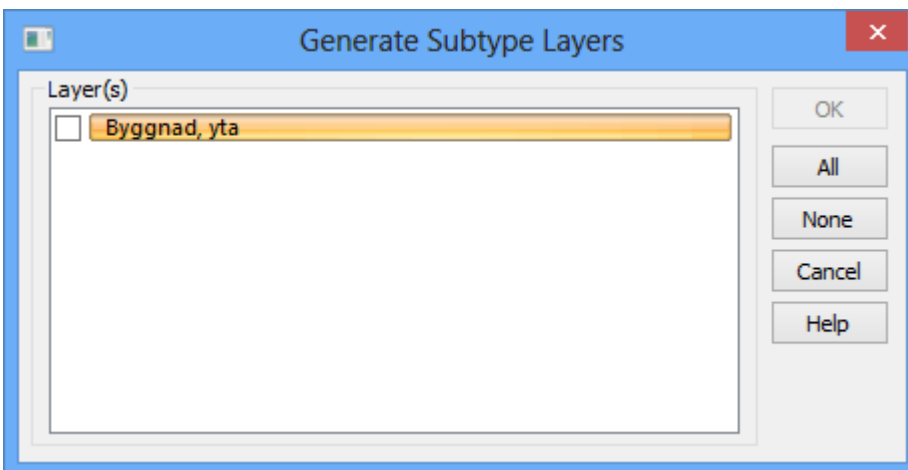 Generate Subtype Layers
Layer(s)
Byggnad, yta
OK
All
None
Cancel
Help